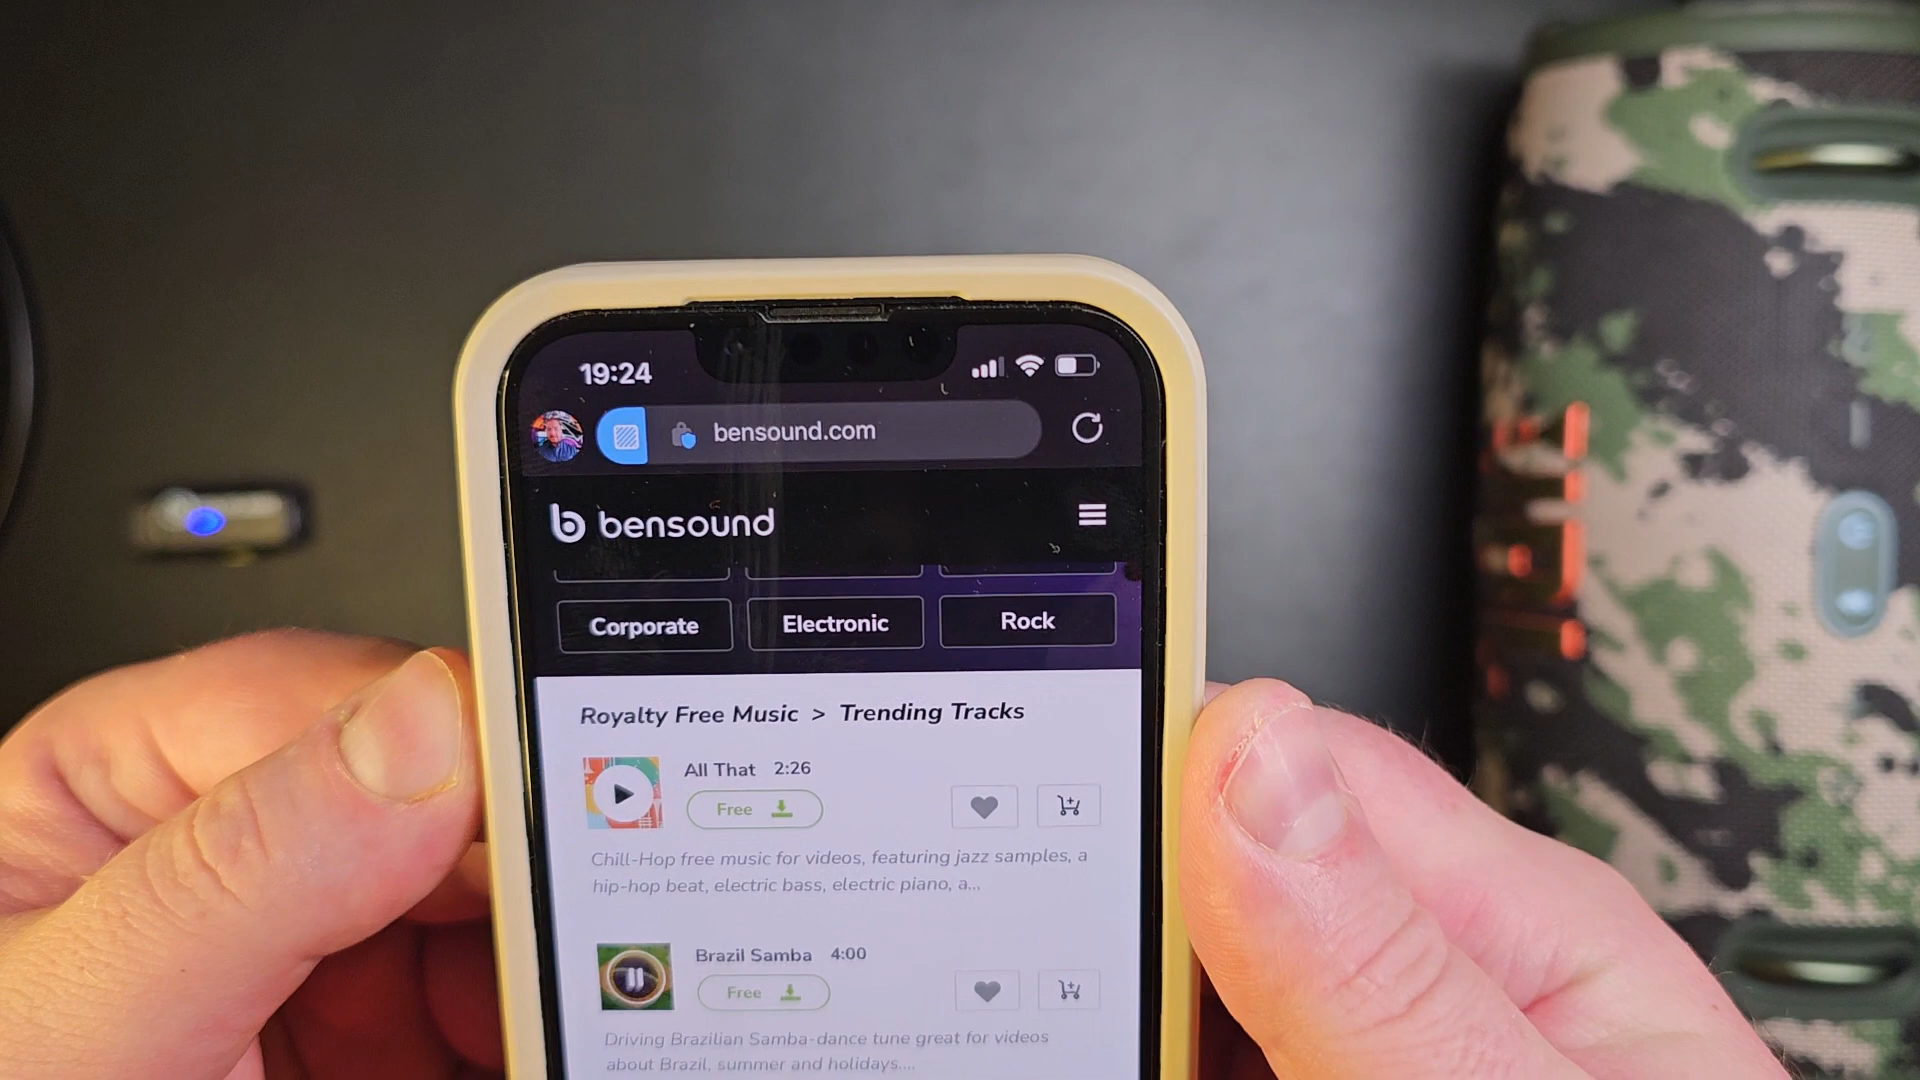 19:24
bensound.com
bensound
Corporate Electronic Rock
Royalty Free Music > Trending Tracks
All That 2:26
Free
Chill-Hop free music for videos, featuring jazz samples, a
hip-hop beat, electric bass, electric piano, a...
Brazil Samba 4:00
Free
Driving Brazilian Samba-dance tune great for videos
about Brazil, summer and holidays....